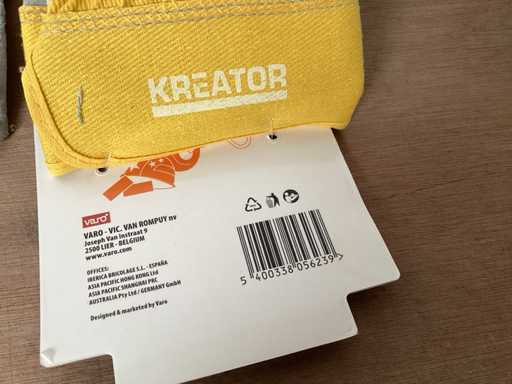 KREATOR
varo
VARO - VIC. VAN ROMPUY nv
Joseph Van Instraat 9
2500 LIER - BELGIUM
www.varo.com
OFFICES:
IBERICA BRICOLAGE S.L. - ESPAÑA
ASIA PACIFIC HONG KONG Ltd
ASIA PACIFIC SHANGHAI PRC
AUSTRALIA Pty Ltd / GERMANY GmbH
Designed & marketed by Varo
5 400338 056239